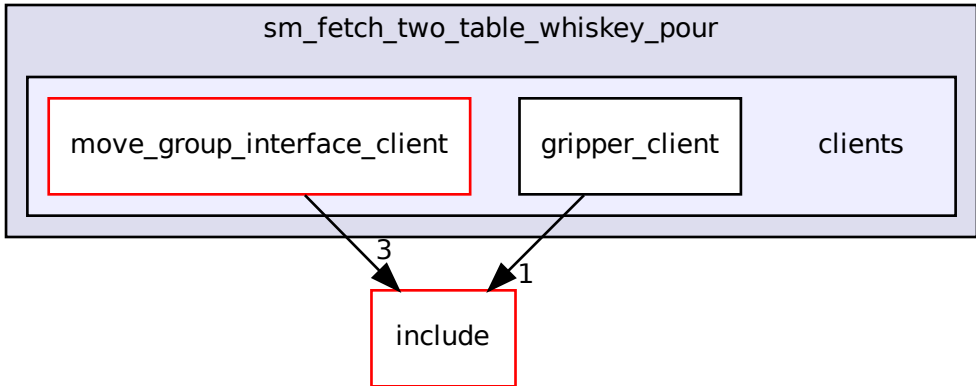 sm_fetch_two_table_whiskey_pour
move_group_interface_client
gripper_client
clients
3
1
include